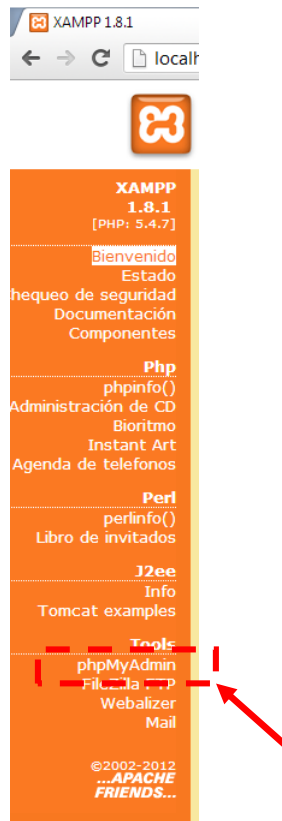 XAMPP 1.8.1
localh
XAMPP
1.8.1
[PHP: 5.4.7]
Bienvenido
Estado
hequeo de seguridad
Documentación
Componentes
Php
phpinfo()
Administración de CD
Bioritmo
Instant Art
Agenda de telefonos
Perl
perlinfo()
Libro de invitados
J2ee
Info
Tomcat examples
Tools
phpMyAdmin
FileZilla FTP
Webalizer
Mail
©2002-2012
...APACHE
FRIENDS...